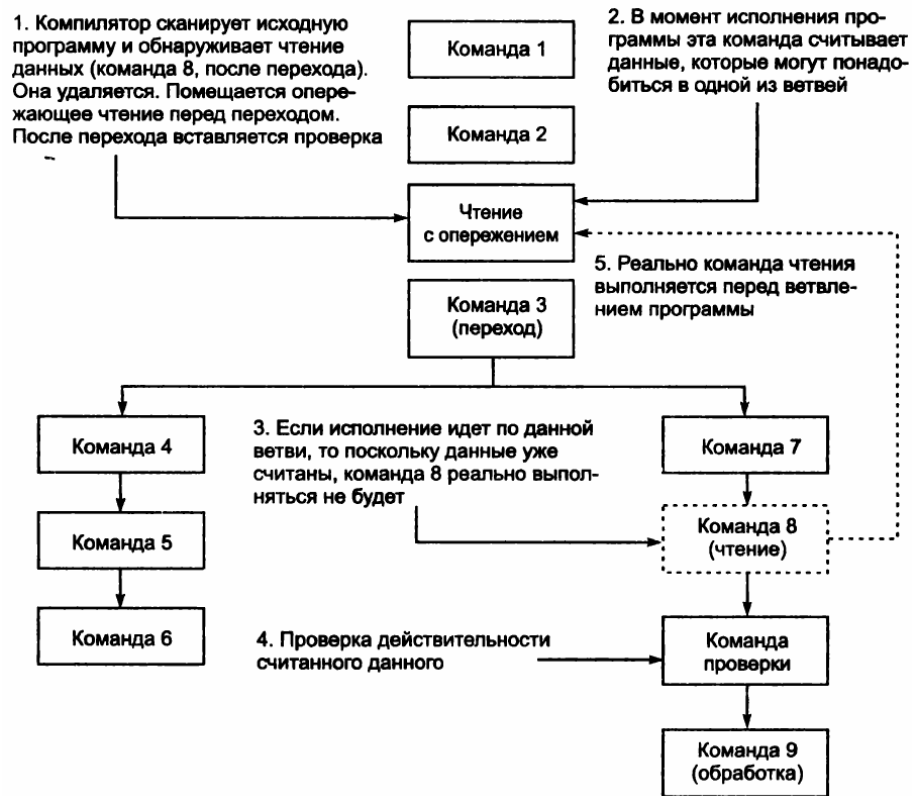 1. Компилятор сканирует исходную
программу и обнаруживает чтение
данных (команда 8, после перехода).
Она удаляется. Помещается опере-
жающее чтение перед переходом.
После перехода вставляется проверка
Команда 1
2. В момент исполнения про-
граммы эта команда считывает
данные, которые могут понадо-
биться в одной из ветвей
Команда 2
Чтение
с опережением
5. Реально команда чтения
выполняется перед ветвле-
нием программы
Команда 3
(переход)
Команда 4
3. Если исполнение идет по данной
ветви, то поскольку данные уже
считаны, команда 8 реально выпол-
няться не будет
Команда 7
Команда 5
Команда 8
(чтение)
Команда 6
4. Проверка действительности
считанного данного
Команда
проверки
Команда 9
(обработка)